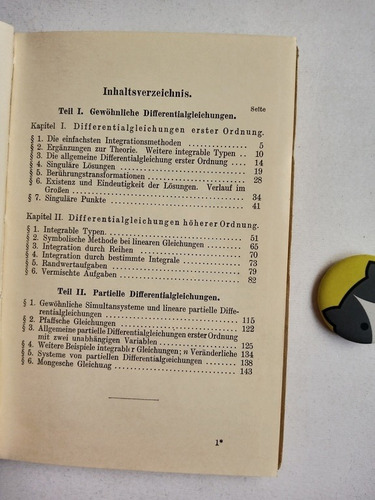 Inhaltsverzeichnis.
Teil I. Gewöhnliche Differentialgleichungen. Seite
Kapitel I. Differentialgleichungen erster Ordnung.
§ 1. Die einfachsten Integrationsmethoden 5
§ 2. Ergänzungen zur Theorie. Weitere integrable Typen 10
§ 3. Die allgemeine Differentialgleichung erster Ordnung 14
§ 4. Singuläre Lösungen 19
§ 5. Berührungstransformationen 28
§ 6. Existenz und Eindeutigkeit der Lösungen. Verlauf im
Großen 34
§ 7. Singuläre Punkte 41
Kapitel II. Differentialgleichungen höherer Ordnung.
§ 1. Integrable Typen 51
§ 2. Symbolische Methode bei linearen Gleichungen 65
§ 3. Integration durch Reihen 70
§ 4. Integration durch bestimmte Integrale 73
§ 5. Randwertaufgaben 79
§ 6. Vermischte Aufgaben 82
Teil II. Partielle Differentialgleichungen.
§ 1. Gewöhnliche Simultansysteme und lineare partielle Diffe-
rentialgleichungen 115
§ 2. Pfaffsche Gleichungen 122
§ 3. Allgemeine partielle Differentialgleichungen erster Ordnung
mit zwei unabhängigen Variablen 125
§ 4. Weitere Beispiele integrabler Gleichungen; n Veränderliche 134
§ 5. Systeme von partiellen Differentialgleichungen 138
§ 6. Mongesche Gleichungen 143
1*